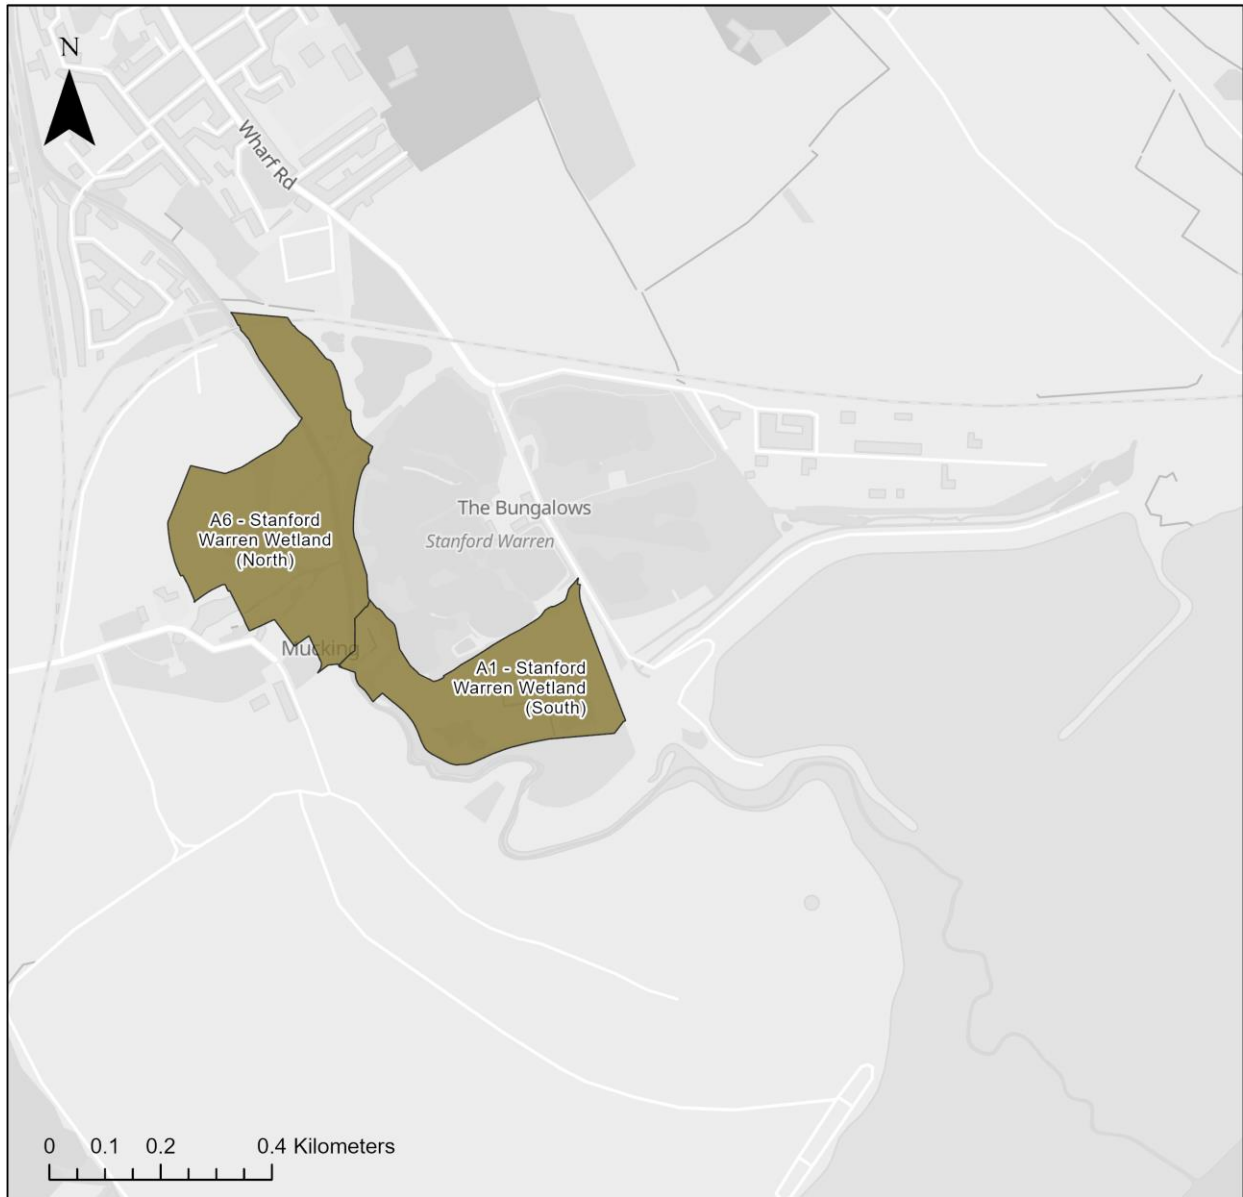 N
Wharf Rd
The Bungalows
Stanford Warren
A6 - Stanford
Warren Wetland
(North)
Mucking
A1 - Stanford
Warren Wetland
(South)
0 0.1 0.2 0.4 Kilometers